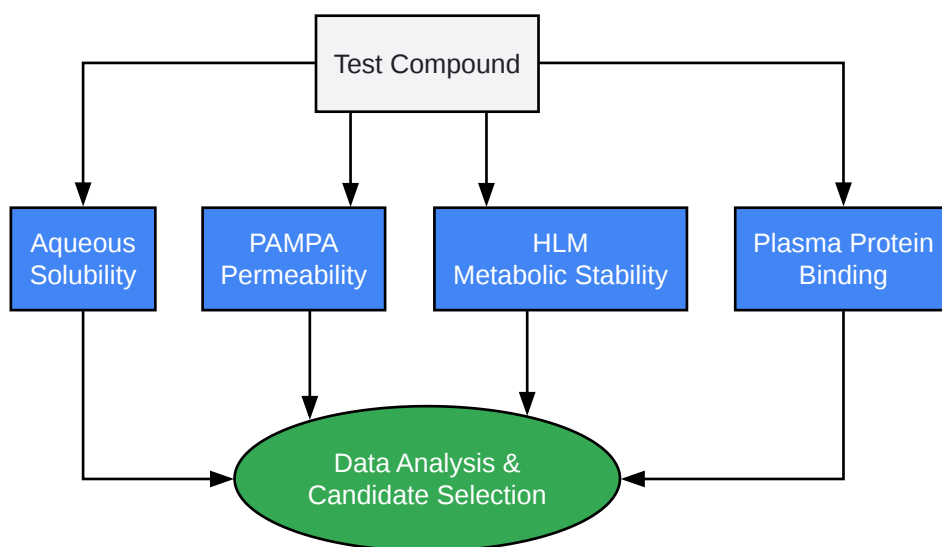 Test Compound
Aqueous
Solubility
PAMPA
Permeability
HLM
Metabolic Stability
Plasma Protein
Binding
Data Analysis &
Candidate Selection